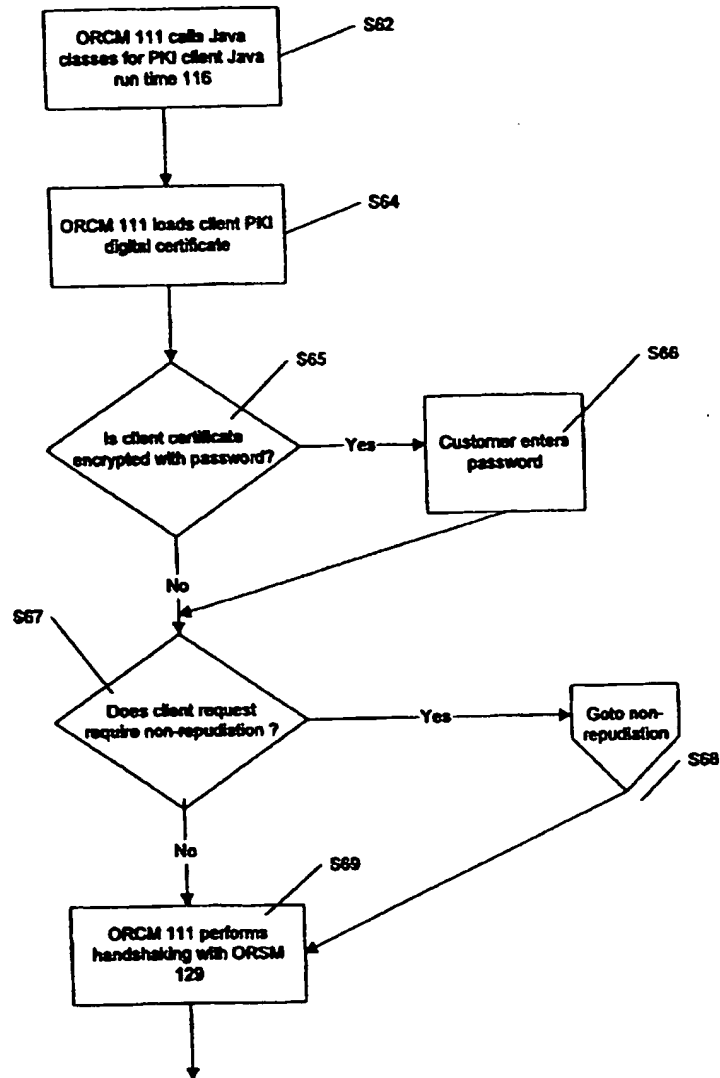 ORCM 111 calls Java
classes for PKI client Java
run time 116
S62
ORCM 111 loads client PKI
digital certificate
S64
S65
Is client certificate
encrypted with password?
Yes
S66
Customer enters
password
No
S67
Does client request
require non-repudiation ?
Yes
Goto non-
repudiation
S68
No
S69
ORCM 111 performs
handshaking with ORSM
129